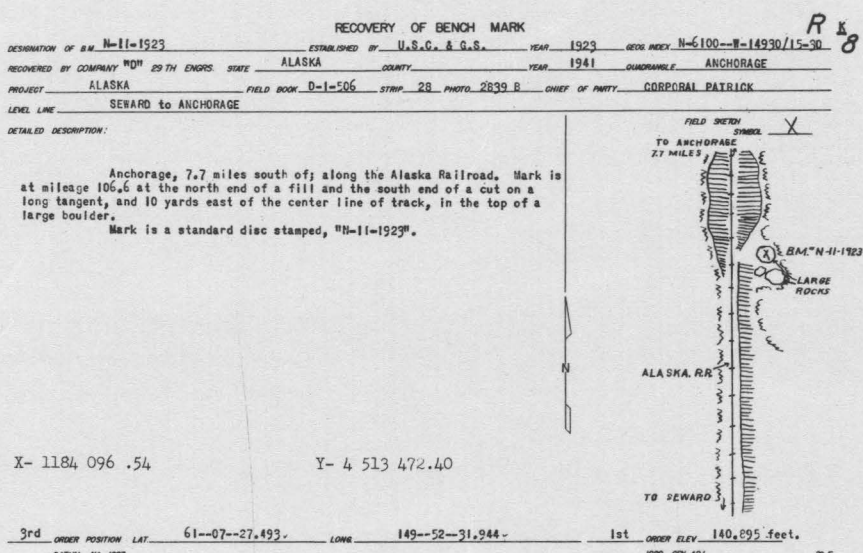 RECOVERY OF BENCH MARK
R K
8
DESIGNATION OF B.M. N-11-1923 ESTABLISHED BY U.S.C. & G.S. YEAR 1923 GEOG. INDEX N-6100--W-14930/15-30
RECOVERED BY COMPANY "D" 29 TH ENGRS. STATE ALASKA COUNTY YEAR 1941 QUADRANGLE ANCHORAGE
PROJECT ALASKA FIELD BOOK D-1-506 STRIP 28 PHOTO 2839 B CHIEF OF PARTY CORPORAL PATRICK
LEVEL LINE SEWARD to ANCHORAGE
DETAILED DESCRIPTION:
FIELD SKETCH
SYMBOL X
TO ANCHORAGE
7.7 MILES
Anchorage, 7.7 miles south of; along the Alaska Railroad. Mark is
at mileage 106.6 at the north end of a fill and the south end of a cut on a
long tangent, and 10 yards east of the center line of track, in the top of a
large boulder.
Mark is a standard disc stamped, "N-11-1923".
X B.M."N-11-1923
LARGE
ROCKS
N
ALASKA. R.R.
TO SEWARD
X- 1184 096 .54 Y- 4 513 472.40
3rd ORDER POSITION LAT. 61--07--27.493. LONG. 149--52--31.944. 1st ORDER ELEV. 140.895 feet.